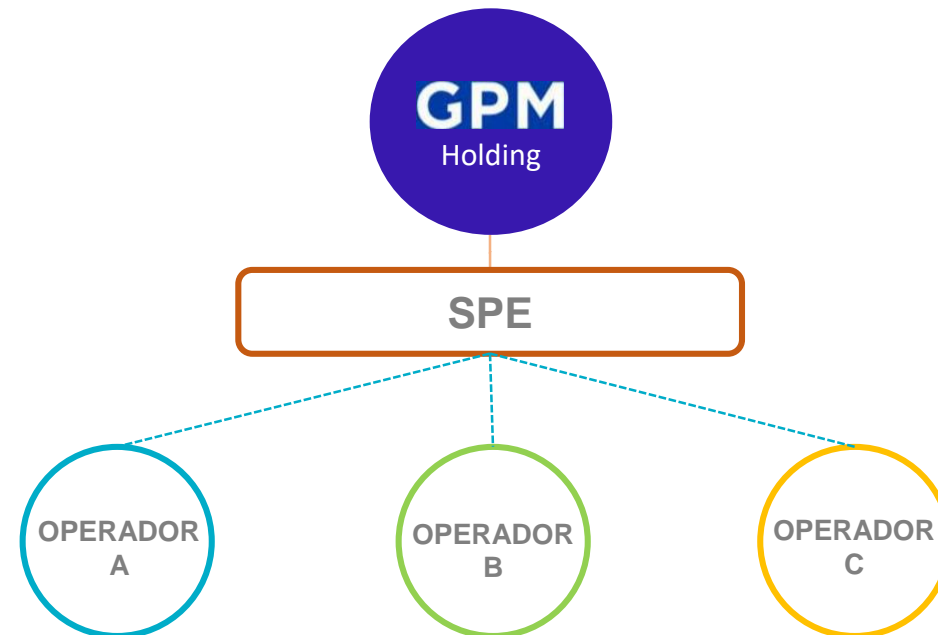 GPM
Holding
SPE
OPERADOR
A
OPERADOR
B
OPERADOR
C